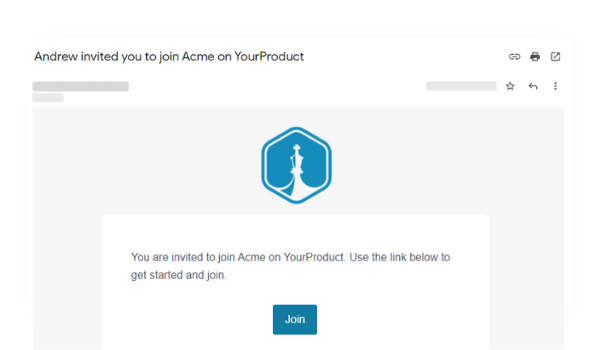 Andrew invited you to join Acme on YourProduct
You are invited to join Acme on YourProduct. Use the link below to
get started and join.
Join